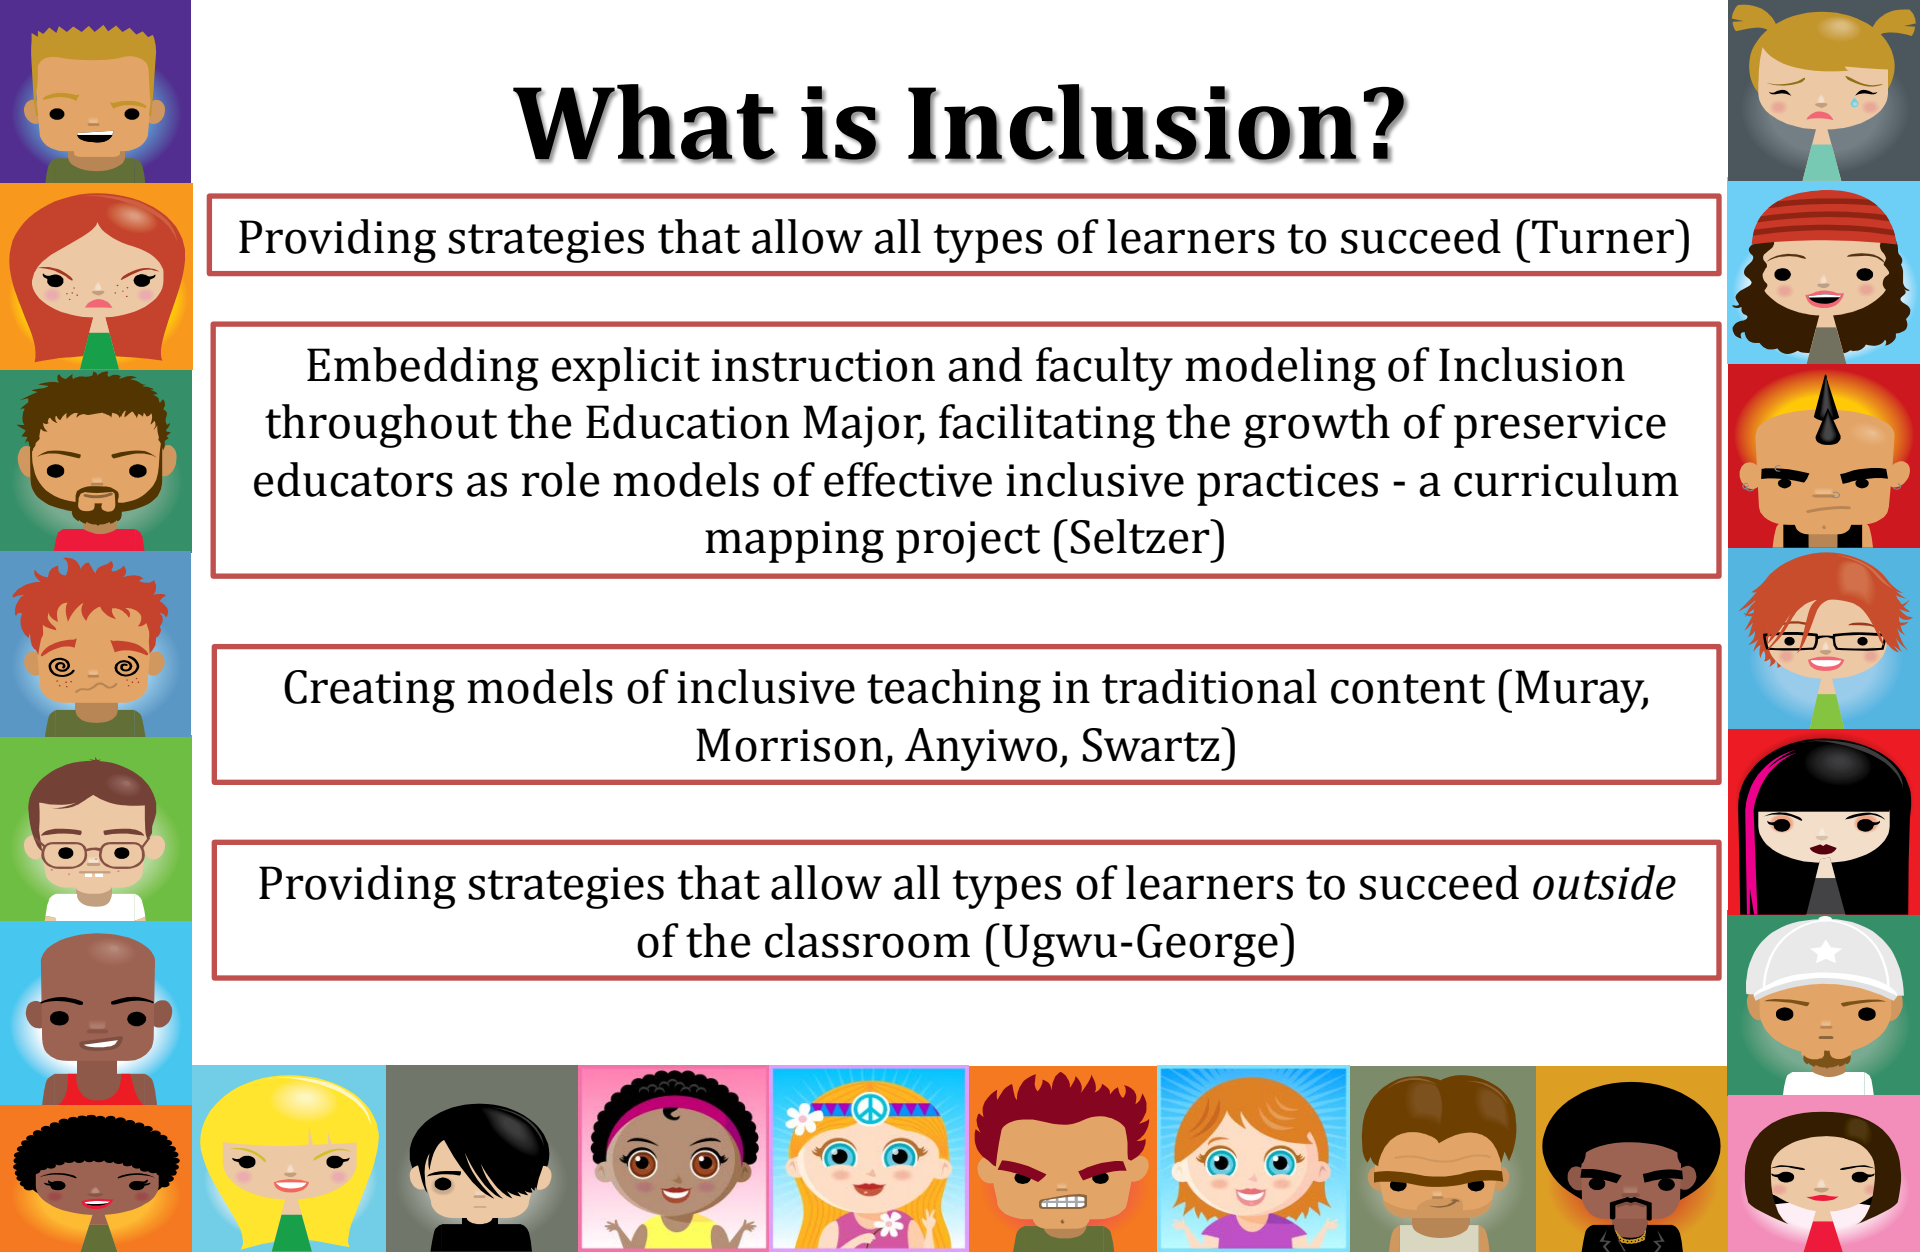 What is Inclusion?
Providing strategies that allow all types of learners to succeed (Turner)
Embedding explicit instruction and faculty modeling of Inclusion
throughout the Education Major, facilitating the growth of preservice
educators as role models of effective inclusive practices - a curriculum
mapping project (Seltzer)
Creating models of inclusive teaching in traditional content (Muray,
Morrison, Anyiwo, Swartz)
Providing strategies that allow all types of learners to succeed outside
of the classroom (Ugwu-George)